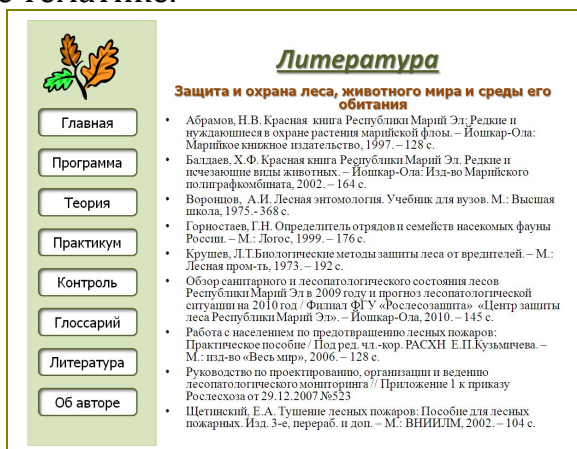 Литература
Защита и охрана леса, животного мира и среды его
обитания
Главная
Программа
Теория
Практикум
Контроль
Глоссарий
Литература
Об авторе
• Абрамов, Н.В. Красная книга Республики Марий Эл: Редкие и
нуждающиеся в охране растения марийской флоы. – Йошкар-Ола:
Марийкое книжное издательство, 1997. – 128 с.
• Балдаев, Х.Ф. Красная книга Республики Марий Эл. Редкие и
исчезающие виды животных. – Йошкар-Ола: Изд-во Марийского
полиграфкомбината, 2002. – 164 с.
• Воронцов, А.И. Лесная энтомология. Учебник для вузов. М.: Высшая
школа, 1975.- 368 с.
• Горностаев, Г.Н. Определитель отрядов и семейств насекомых фауны
России. – М.: Логос, 1999. – 176 с.
• Крушев, Л.Т.Биологические методы защиты леса от вредителей. – М.:
Лесная пром-ть, 1973. – 192 с.
• Обзор санитарного и лесопатологического состояния лесов
Республики Марий Эл в 2009 году и прогноз лесопатологической
ситуации на 2010 год / Филиал ФГУ «Рослесозащита» «Центр защиты
леса Республики Марий Эл». – Йошкар-Ола, 2010. – 145 с.
• Работа с населением по предотвращению лесных пожаров:
Практическое пособие / Под ред. чл.-кор. РАСХН Е.П.Кузьмичева. –
М.: изд-во «Весь мир», 2006. – 128 с.
• Руководство по проектированию, организации и ведению
лесопатологического мониторинга // Приложение 1 к приказу
Рослесхоза от 29.12.2007 №523
• Щетинский, Е.А. Тушение лесных пожаров: Пособие для лесных
пожарных. Изд. 3-е, перераб. и доп. – М.: ВНИИЛМ, 2002. – 104 с.